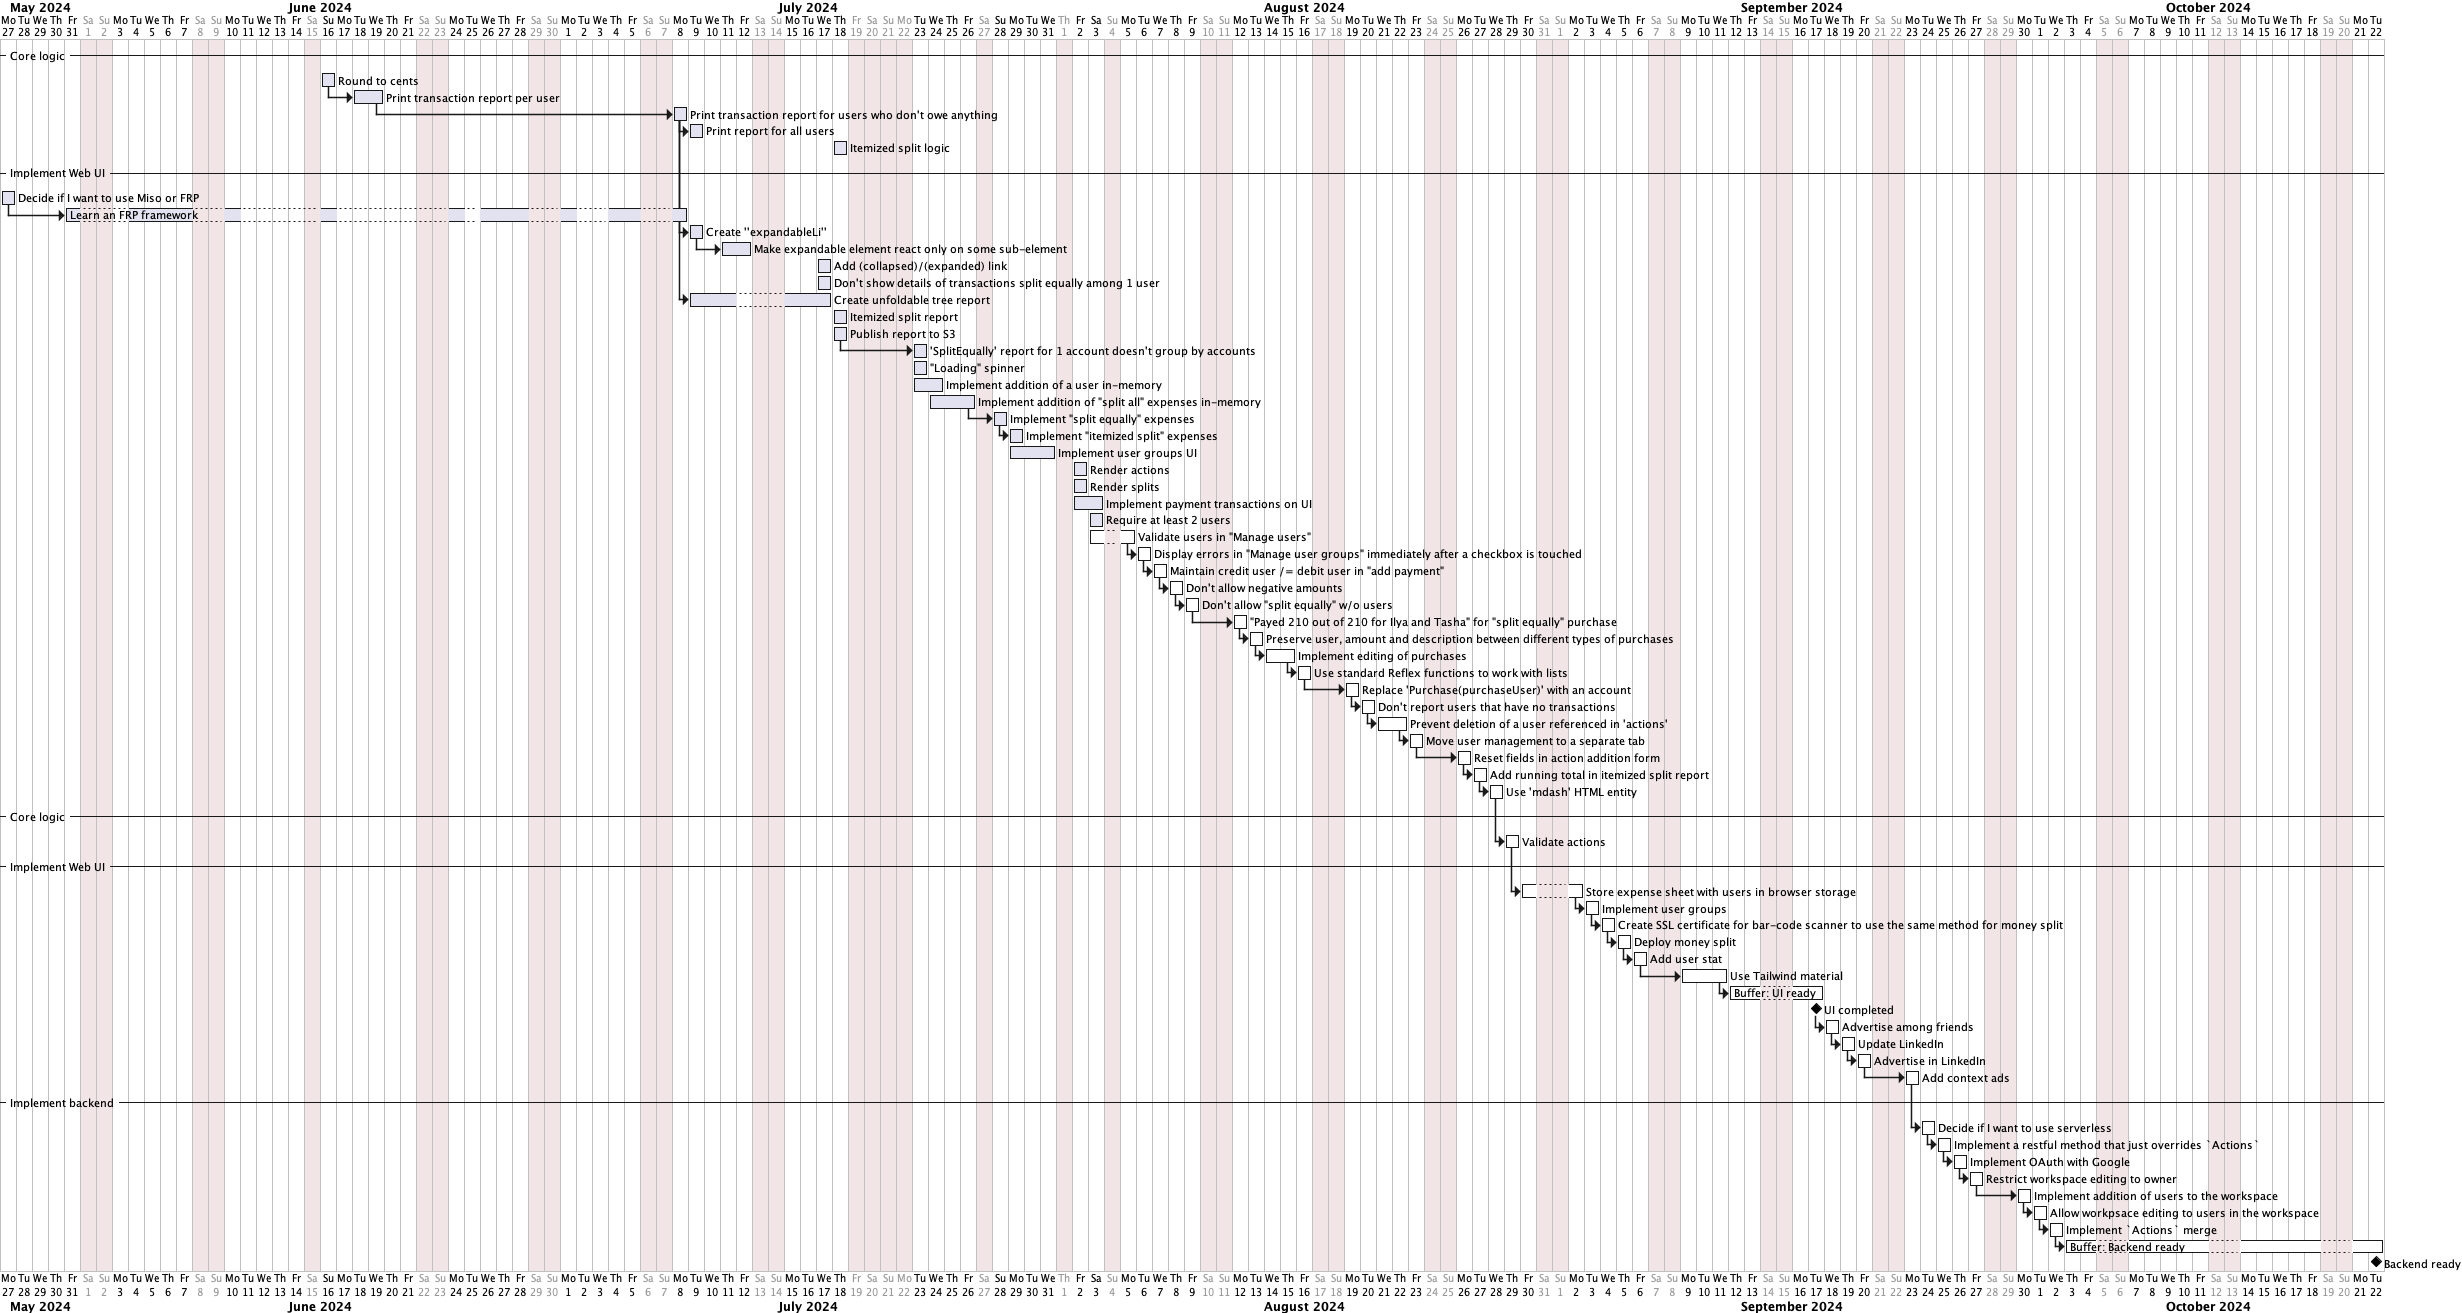 May 2024 June 2024 July 2024 August 2024 September 2024 October 2024
Mo Tu We Th Fr Sa Su Mo Tu We Th Fr Sa Su Mo Tu We Th Fr Sa Su Mo Tu We Th Fr Sa Su Mo Tu We Th Fr Sa Su Mo Tu We Th Fr Sa Su Mo Tu We Th Fr Sa Su Mo Tu We Th Fr Sa Su Mo Tu We Th Fr Sa Su Mo Tu We Th Fr Sa Su Mo Tu We Th Fr Sa Su Mo Tu We Th Fr Sa Su Mo Tu We Th Fr Sa Su Mo Tu We Th Fr Sa Su Mo Tu We Th Fr Sa Su Mo Tu We Th Fr Sa Su Mo Tu We Th Fr Sa Su Mo Tu We Th Fr Sa Su Mo Tu We Th Fr Sa Su Mo Tu We Th Fr Sa Su Mo Tu We Th Fr Sa Su Mo Tu
27 28 29 30 31 1 2 3 4 5 6 7 8 9 10 11 12 13 14 15 16 17 18 19 20 21 22 23 24 25 26 27 28 29 30 1 2 3 4 5 6 7 8 9 10 11 12 13 14 15 16 17 18 19 20 21 22 23 24 25 26 27 28 29 30 31 1 2 3 4 5 6 7 8 9 10 11 12 13 14 15 16 17 18 19 20 21 22 23 24 25 26 27 28 29 30 31 1 2 3 4 5 6 7 8 9 10 11 12 13 14 15 16 17 18 19 20 21 22 23 24 25 26 27 28 29 30 1 2 3 4 5 6 7 8 9 10 11 12 13 14 15 16 17 18 19 20 21 22
Core logic
Round to cents
Print transaction report per user
Print transaction report for users who don't owe anything
Print report for all users
Itemized split logic
Implement Web UI
Decide if I want to use Miso or FRP
Learn an FRP framework
Create "expandableLi"
Make expandable element react only on some sub-element
Add (collapsed)/(expanded) link
Don't show details of transactions split equally among 1 user
Create unfoldable tree report
Itemized split report
Publish report to S3
'SplitEqually' report for 1 account doesn't group by accounts
"Loading" spinner
Implement addition of a user in-memory
Implement addition of "split all" expenses in-memory
Implement "split equally" expenses
Implement "itemized split" expenses
Implement user groups UI
Render actions
Render splits
Implement payment transactions on UI
Require at least 2 users
Validate users in "Manage users"
Display errors in "Manage user groups" immediately after a checkbox is touched
Maintain credit user /= debit user in "add payment"
Don't allow negative amounts
Don't allow "split equally" w/o users
"Payed 210 out of 210 for Ilya and Tasha" for "split equally" purchase
Preserve user, amount and description between different types of purchases
Implement editing of purchases
Use standard Reflex functions to work with lists
Replace 'Purchase(purchaseUser)' with an account
Don't report users that have no transactions
Prevent deletion of a user referenced in 'actions'
Move user management to a separate tab
Reset fields in action addition form
Add running total in itemized split report
Use 'mdash' HTML entity
Core logic
Validate actions
Implement Web UI
Store expense sheet with users in browser storage
Implement user groups
Create SSL certificate for bar-code scanner to use the same method for money split
Deploy money split
Add user stat
Use Tailwind material
Buffer: UI ready
UI completed
Advertise among friends
Update LinkedIn
Advertise in LinkedIn
Add context ads
Implement backend
Decide if I want to use serverless
Implement a restful method that just overrides `Actions`
Implement OAuth with Google
Restrict workspace editing to owner
Implement addition of users to the workspace
Allow workpsace editing to users in the workspace
Implement `Actions` merge
Buffer: Backend ready
Backend ready
Mo Tu We Th Fr Sa Su Mo Tu We Th Fr Sa Su Mo Tu We Th Fr Sa Su Mo Tu We Th Fr Sa Su Mo Tu We Th Fr Sa Su Mo Tu We Th Fr Sa Su Mo Tu We Th Fr Sa Su Mo Tu We Th Fr Sa Su Mo Tu We Th Fr Sa Su Mo Tu We Th Fr Sa Su Mo Tu We Th Fr Sa Su Mo Tu We Th Fr Sa Su Mo Tu We Th Fr Sa Su Mo Tu We Th Fr Sa Su Mo Tu We Th Fr Sa Su Mo Tu We Th Fr Sa Su Mo Tu We Th Fr Sa Su Mo Tu We Th Fr Sa Su Mo Tu We Th Fr Sa Su Mo Tu We Th Fr Sa Su Mo Tu We Th Fr Sa Su Mo Tu
27 28 29 30 31 1 2 3 4 5 6 7 8 9 10 11 12 13 14 15 16 17 18 19 20 21 22 23 24 25 26 27 28 29 30 1 2 3 4 5 6 7 8 9 10 11 12 13 14 15 16 17 18 19 20 21 22 23 24 25 26 27 28 29 30 31 1 2 3 4 5 6 7 8 9 10 11 12 13 14 15 16 17 18 19 20 21 22 23 24 25 26 27 28 29 30 31 1 2 3 4 5 6 7 8 9 10 11 12 13 14 15 16 17 18 19 20 21 22 23 24 25 26 27 28 29 30 1 2 3 4 5 6 7 8 9 10 11 12 13 14 15 16 17 18 19 20 21 22
May 2024 June 2024 July 2024 August 2024 September 2024 October 2024